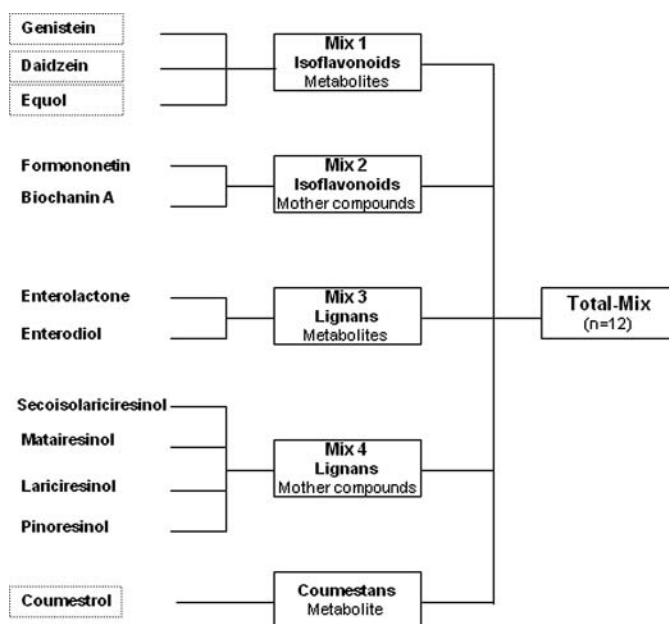 Genistein
Daidzein
Equol
Mix 1
Isoflavonoids
Metabolites
Formononetin
Biochanin A
Mix 2
Isoflavonoids
Mother compounds
Enterolactone
Enterodiol
Mix 3
Lignans
Metabolites
Total-Mix
(n=12)
Secoisolariciresinol
Matairesinol
Lariciresinol
Pinoresinol
Mix 4
Lignans
Mother compounds
Coumestrol
Coumestans
Metabolite